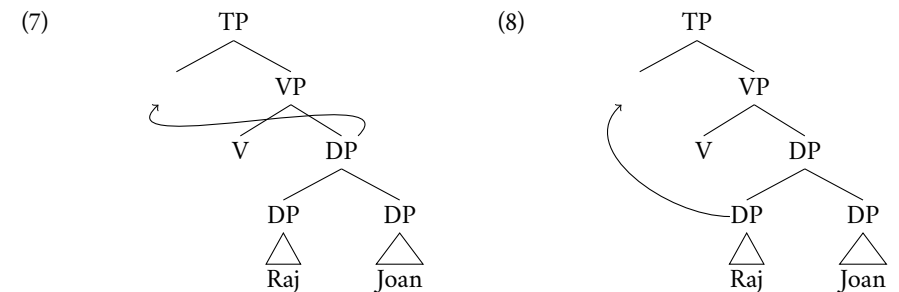 (7) TP (8) TP
VP VP
V DP V DP
DP DP DP DP
Raj Joan Raj Joan